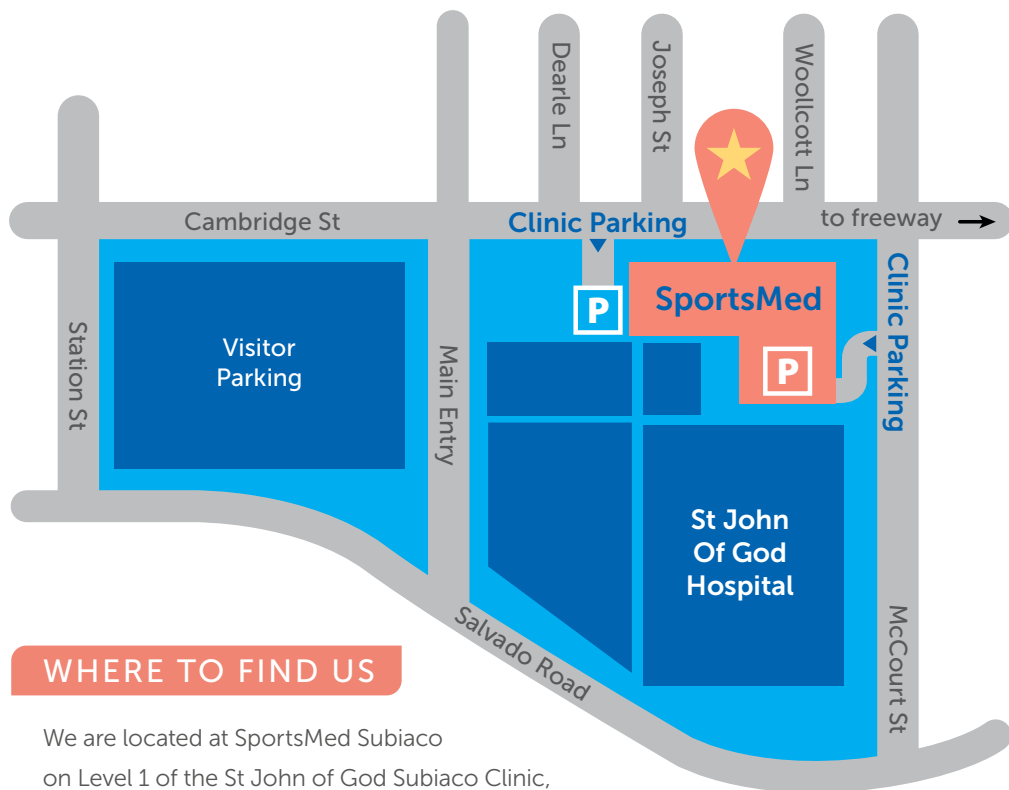 Dearle Ln
Joseph St
Woollcott Ln
Cambridge St
Clinic Parking
to freeway
Clinic Parking
P
SportsMed
Station St
Visitor
Parking
Main Entry
P
St John
Of God
Hospital
McCourt St
Salvado Road
WHERE TO FIND US
We are located at SportsMed Subiaco
on Level 1 of the St John of God Subiaco Clinic,